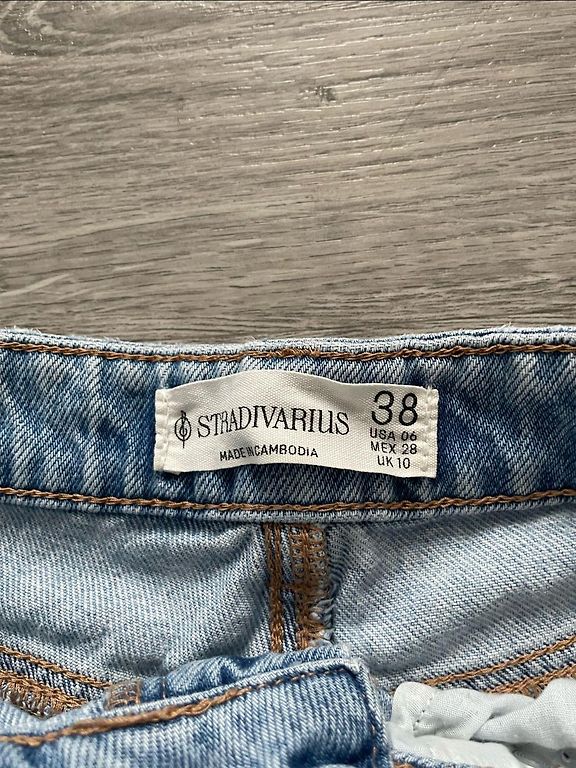 STRADIVARIUS
MADE IN CAMBODIA
38
USA 06
MEX 28
UK 10